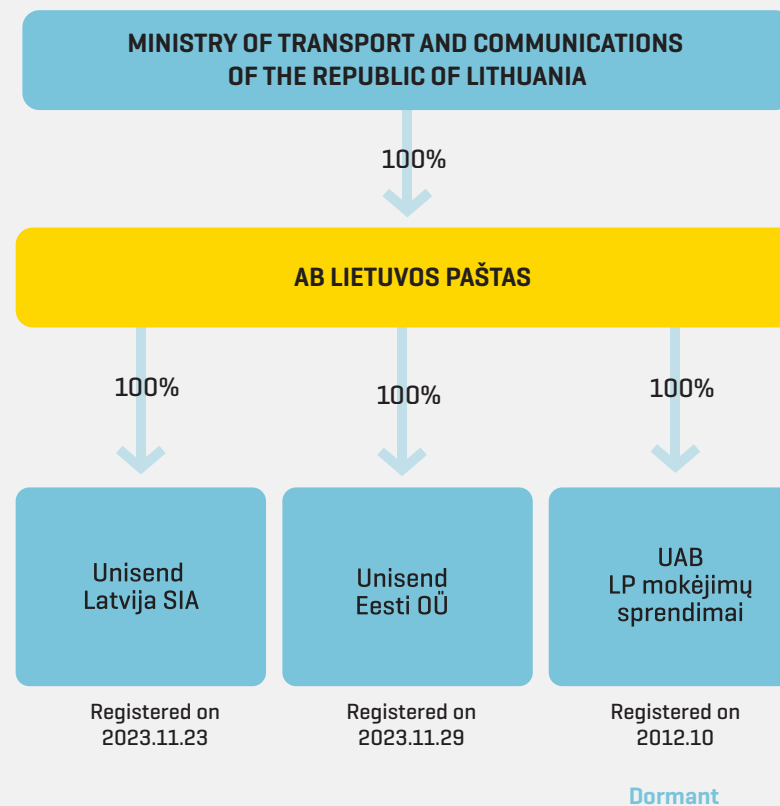 MINISTRY OF TRANSPORT AND COMMUNICATIONS
OF THE REPUBLIC OF LITHUANIA
100%
AB LIETUVOS PAŠTAS
100%
100%
100%
Unisend
Latvija SIA
Unisend
Eesti OÜ
UAB
LP mokėjimų
sprendimai
Registered on
2023.11.23
Registered on
2023.11.29
Registered on
2012.10
Dormant